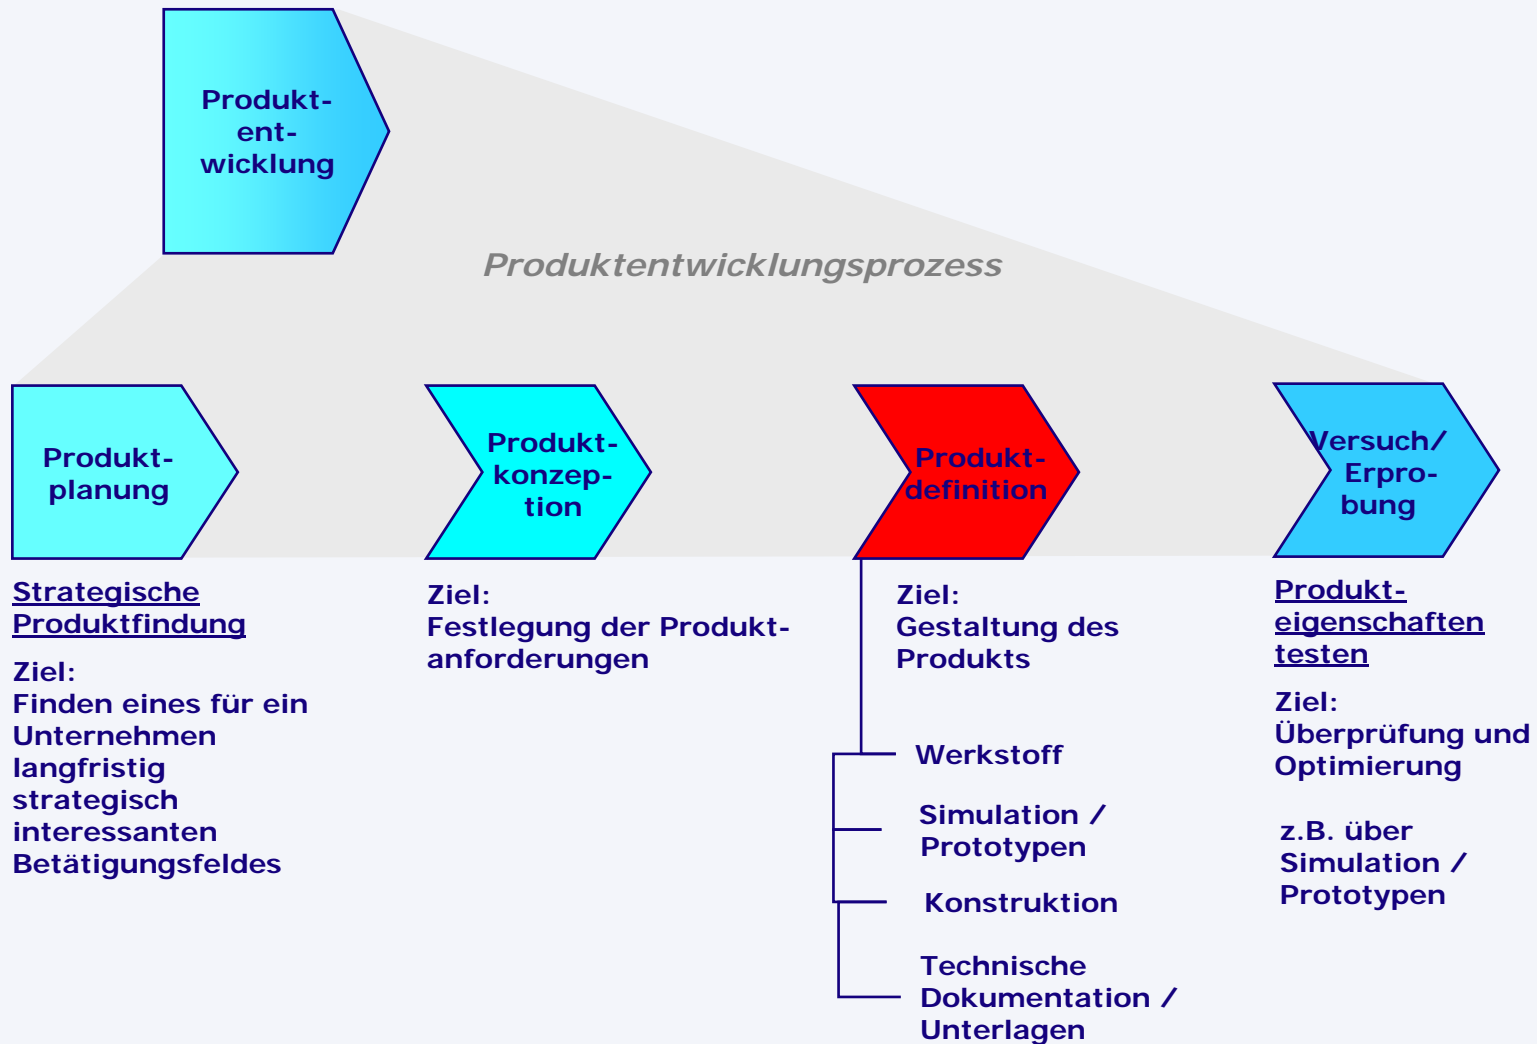 Produkt-
ent-
wicklung
Produktentwicklungsprozess
Produkt-
planung
Produkt-
konzep-
tion
Produkt-
definition
Versuch/
Erpro-
bung
Strategische
Produktfindung
Ziel:
Finden eines für ein
Unternehmen
langfristig
strategisch
interessanten
Betätigungsfeldes
Ziel:
Festlegung der Produkt-
anforderungen
Ziel:
Gestaltung des
Produkts
Werkstoff
Simulation /
Prototypen
Konstruktion
Technische
Dokumentation /
Unterlagen
Produkt-
eigenschaften
testen
Ziel:
Überprüfung und
Optimierung
z.B. über
Simulation /
Prototypen